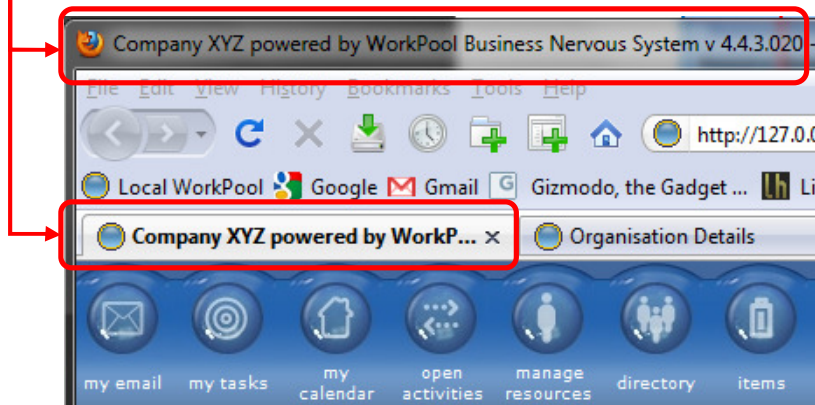 Company XYZ powered by WorkPool Business Nervous System v 4.4.3.020 -
File Edit View History Bookmarks Tools Help
http://127.0.0
Local WorkPool Google Gmail Gizmodo, the Gadget ... Li
Company XYZ powered by WorkP... × Organisation Details
my email my tasks my calendar open activities manage resources directory items